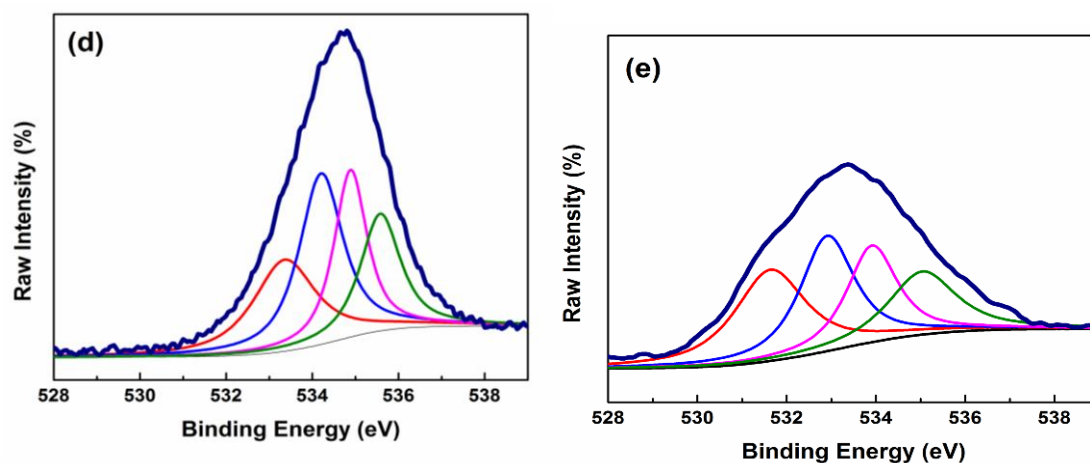 (d)
Raw Intensity (%)
528 530 532 534 536 538
Binding Energy (eV)
(e)
Raw Intensity (%)
528 530 532 534 536 538
Binding Energy (eV)